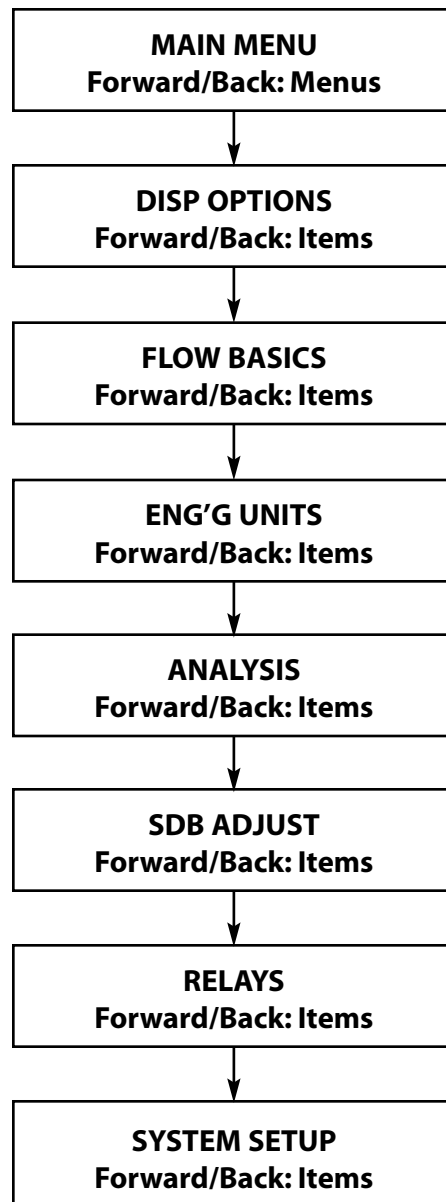 MAIN MENU
Forward/Back: Menus
DISP OPTIONS
Forward/Back: Items
FLOW BASICS
Forward/Back: Items
ENG’G UNITS
Forward/Back: Items
ANALYSIS
Forward/Back: Items
SDB ADJUST
Forward/Back: Items
RELAYS
Forward/Back: Items
SYSTEM SETUP
Forward/Back: Items